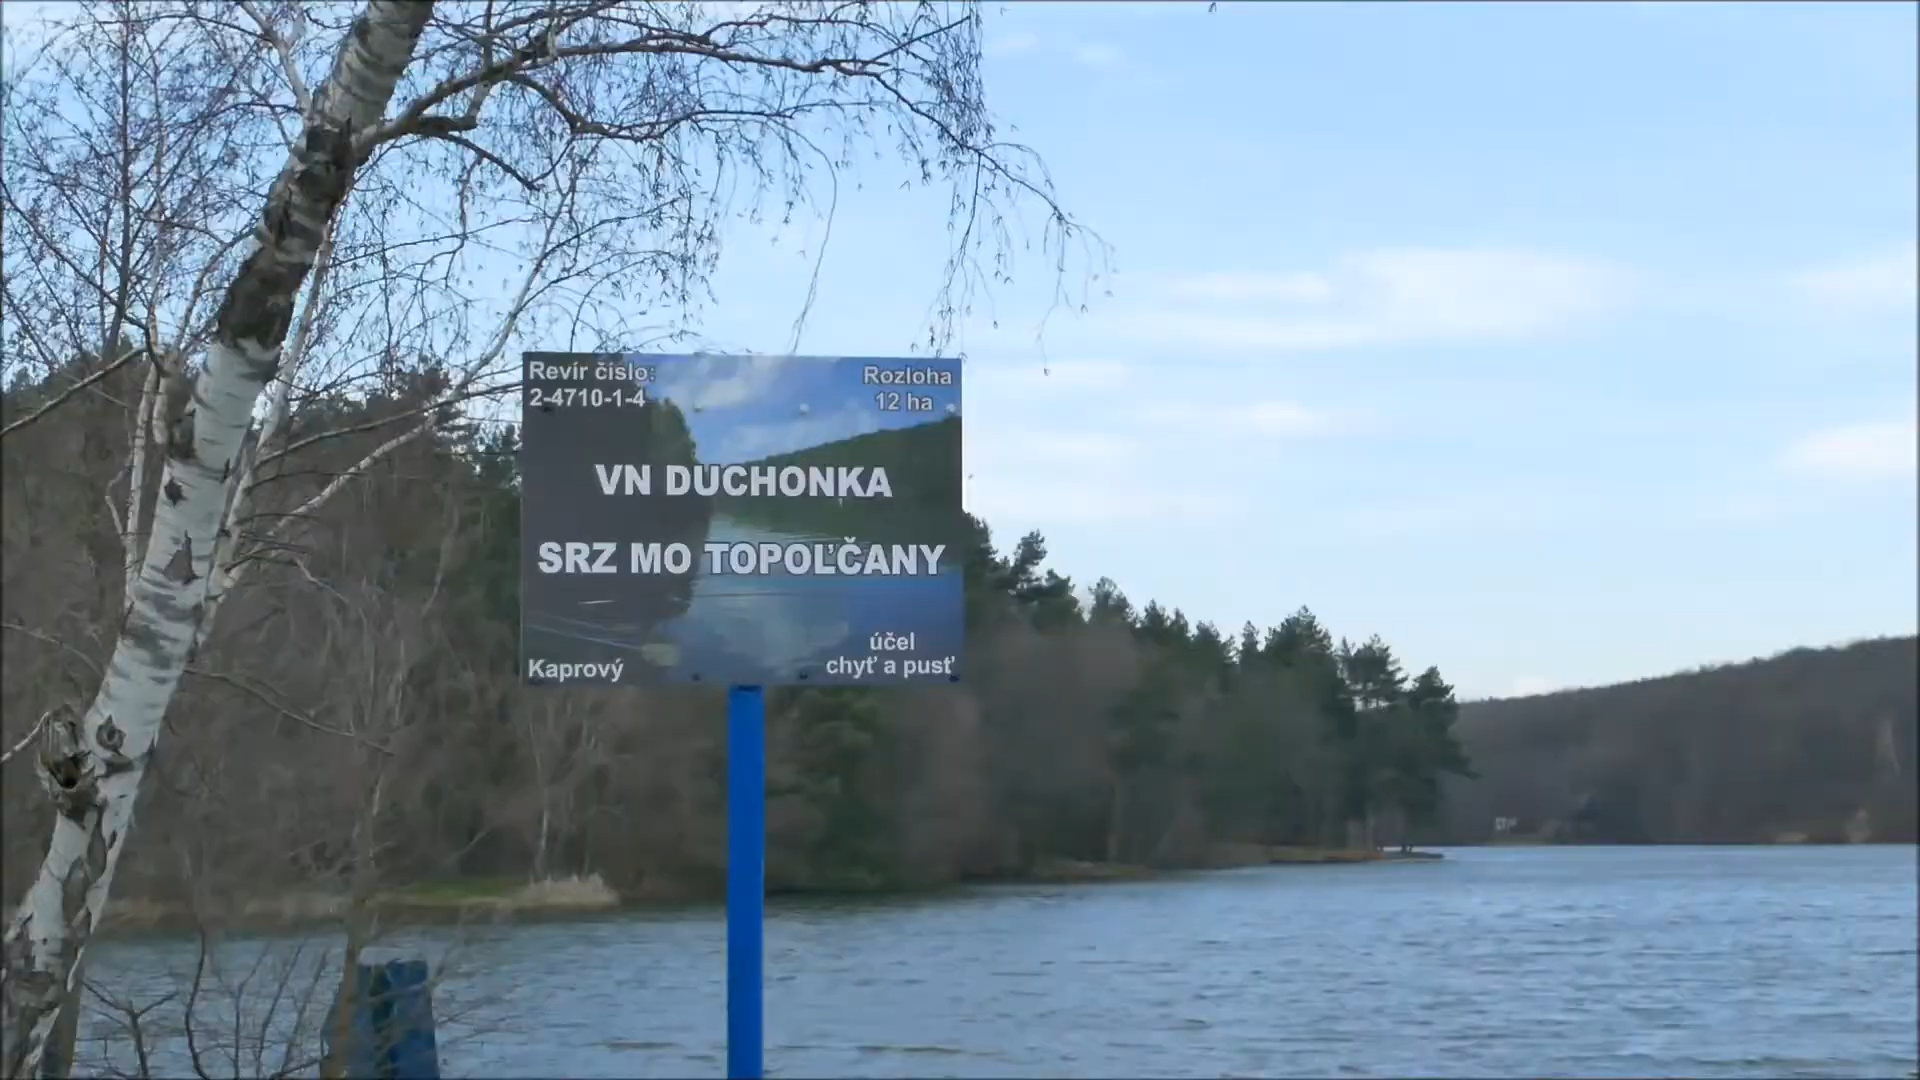 Revír číslo:
2-4710-1-4
Rozloha
12 ha
VN DUCHONKA
SRZ MO TOPOĽČANY
Kaprový
účel
chyť a pusť